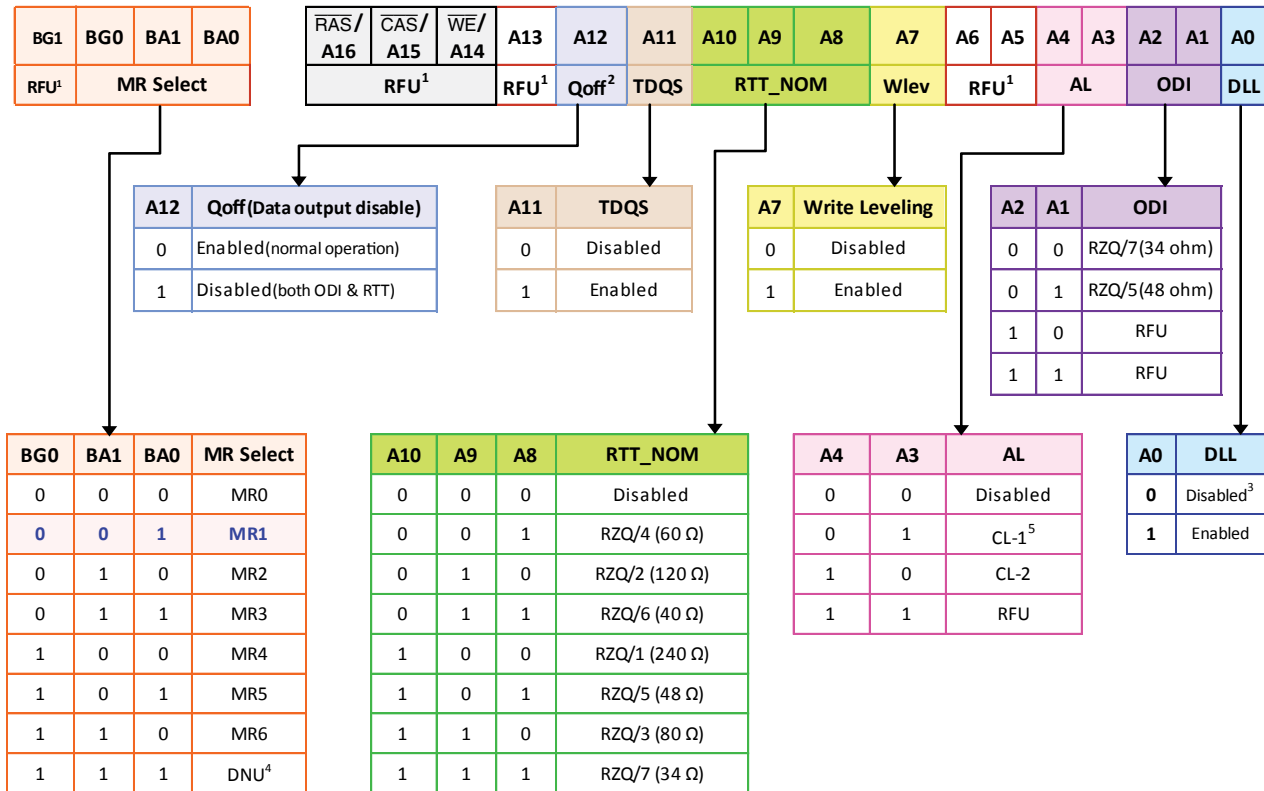 BG1 BG0 BA1 BA0 RAS/ A16 CAS/ A15 WE/ A14 A13 A12 A11 A10 A9 A8 A7 A6 A5 A4 A3 A2 A1 A0
RFU1 MR Select RFU1 RFU1 Qoff2 TDQS RTT_NOM Wlev RFU1 AL ODI DLL
A12 Qoff(Data output disable)
0 Enabled(normal operation)
1 Disabled(both ODI & RTT)
A11 TDQS
0 Disabled
1 Enabled
A7 Write Leveling
0 Disabled
1 Enabled
A2 A1 ODI
0 0 RZQ/7(34 ohm)
0 1 RZQ/5(48 ohm)
1 0 RFU
1 1 RFU
BG0 BA1 BA0 MR Select
0 0 0 MR0
0 0 1 MR1
0 1 0 MR2
0 1 1 MR3
1 0 0 MR4
1 0 1 MR5
1 1 0 MR6
1 1 1 DNU4
A10 A9 A8 RTT_NOM
0 0 0 Disabled
0 0 1 RZQ/4 (60 Ω)
0 1 0 RZQ/2 (120 Ω)
0 1 1 RZQ/6 (40 Ω)
1 0 0 RZQ/1 (240 Ω)
1 0 1 RZQ/5 (48 Ω)
1 1 0 RZQ/3 (80 Ω)
1 1 1 RZQ/7 (34 Ω)
A4 A3 AL
0 0 Disabled
0 1 CL-15
1 0 CL-2
1 1 RFU
A0 DLL
0 Disabled3
1 Enabled